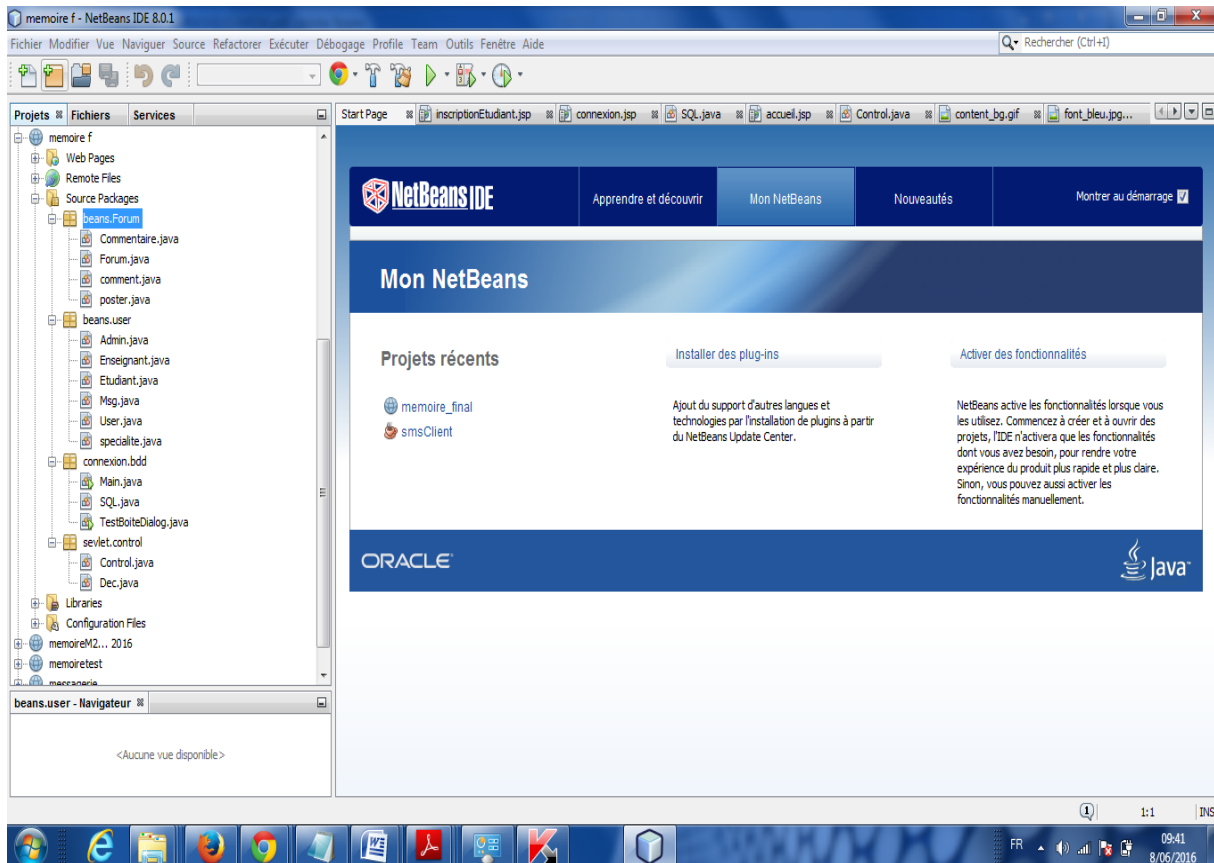 memoire f - NetBeans IDE 8.0.1
Fichier Modifier Vue Naviguer Source Refactorer Exécuter Débogage Profile Team Outils Fenêtre Aide
Rechercher (Ctrl+I)
Projets Fichiers Services
Start Page inscriptionEtudiant.jsp connexion.jsp SQL.java accueil.jsp Control.java content_bg.gif font_bleu.jpg...
memoire f
Web Pages
Remote Files
Source Packages
beans.Forum
Commentaire.java
Forum.java
comment.java
poster.java
beans.user
Admin.java
Enseignant.java
Etudiant.java
Msg.java
User.java
specialite.java
connexion.bdd
Main.java
SQL.java
TestBoiteDialog.java
sevlet.control
Control.java
Dec.java
Libraries
Configuration Files
memoireM2... 2016
memoiretest
messagerie
beans.user - Navigateur
<Aucune vue disponible>
NetBeans IDE
Apprendre et découvrir Mon NetBeans Nouveautés Montrer au démarrage
Mon NetBeans
Projets récents
memoire_final
smsClient
Installer des plug-ins
Ajout du support d'autres langues et
technologies par l'installation de plugins à partir
du NetBeans Update Center.
Activer des fonctionnalités
NetBeans active les fonctionnalités lorsque vous
les utilisez. Commencez à créer et à ouvrir des
projets, l'IDE n'activera que les fonctionnalités
dont vous avez besoin, pour rendre votre
expérience du produit plus rapide et plus claire.
Sinon, vous pouvez aussi activer les
fonctionnalités manuellement.
ORACLE
Java
1 1:1 INS
FR 09:41
8/06/2016